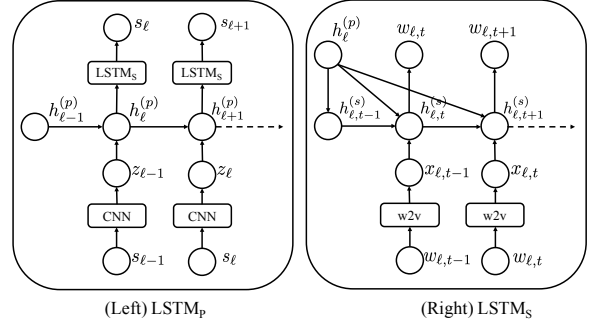 s_ℓ s_{ℓ+1} h_ℓ^{(p)} w_{ℓ,t} w_{ℓ,t+1}
LSTM_S LSTM_S
h_{ℓ-1}^{(p)} h_ℓ^{(p)} h_{ℓ+1}^{(p)} h_{ℓ,t-1}^{(s)} h_{ℓ,t}^{(s)} h_{ℓ,t+1}^{(s)}
z_{ℓ-1} z_ℓ x_{ℓ,t-1} x_{ℓ,t}
CNN CNN w2v w2v
s_{ℓ-1} s_ℓ w_{ℓ,t-1} w_{ℓ,t}
(Left) LSTM_P (Right) LSTM_S